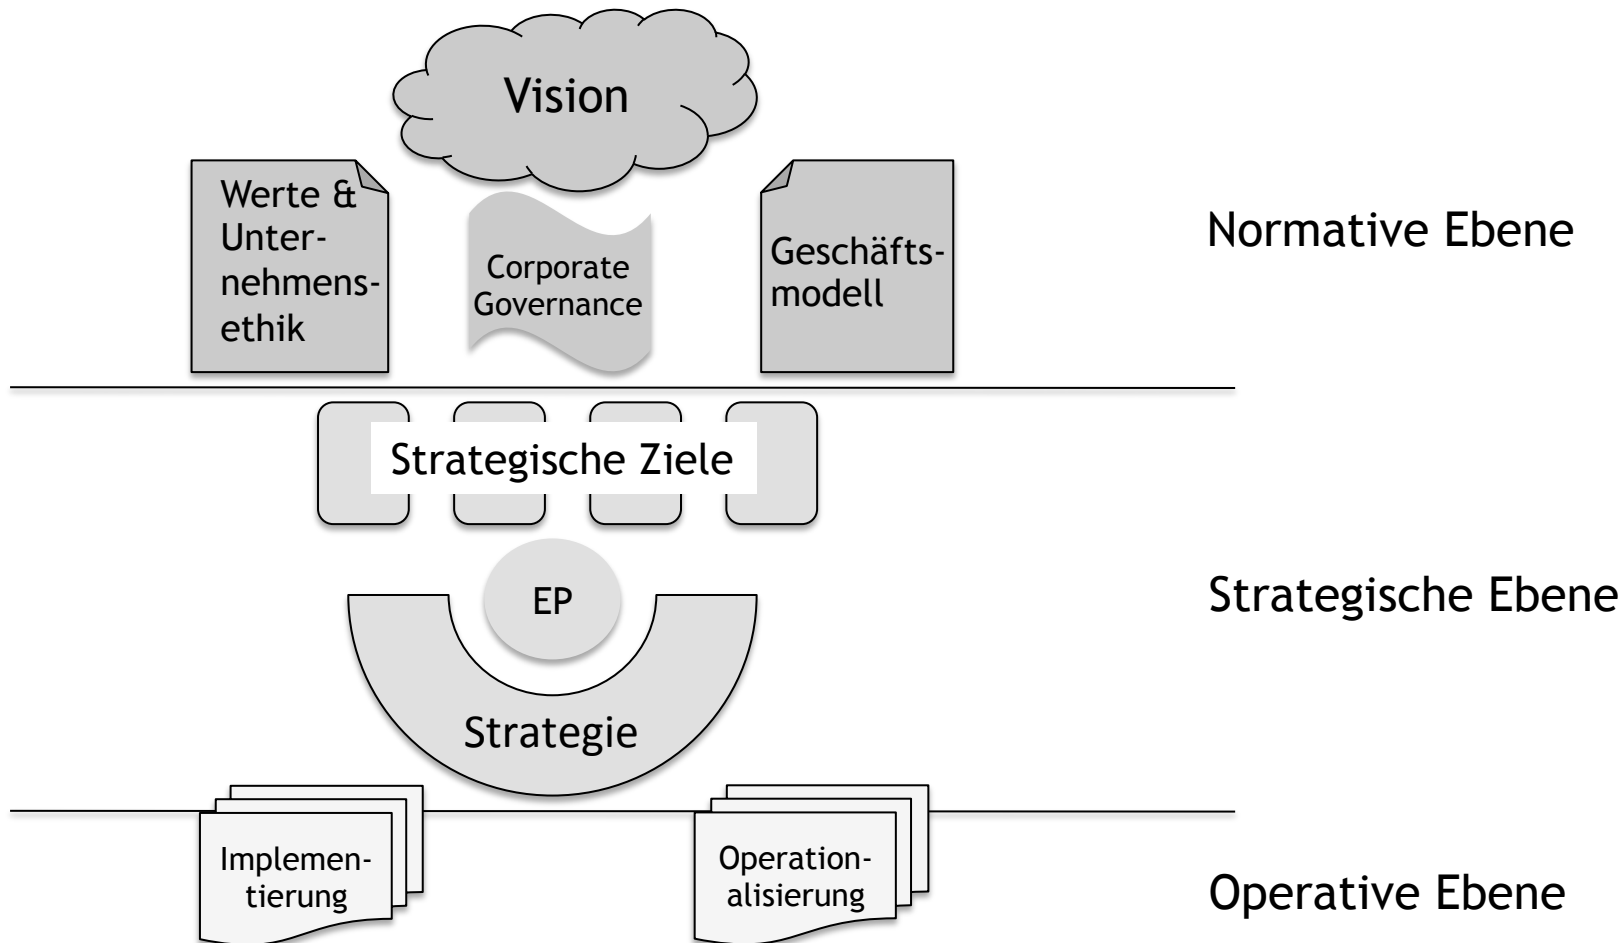 Vision
Werte &
Unter-
nehmens-
ethik
Corporate
Governance
Geschäfts-
modell
Normative Ebene
Strategische Ziele
EP
Strategie
Strategische Ebene
Implemen-
tierung
Operation-
alisierung
Operative Ebene